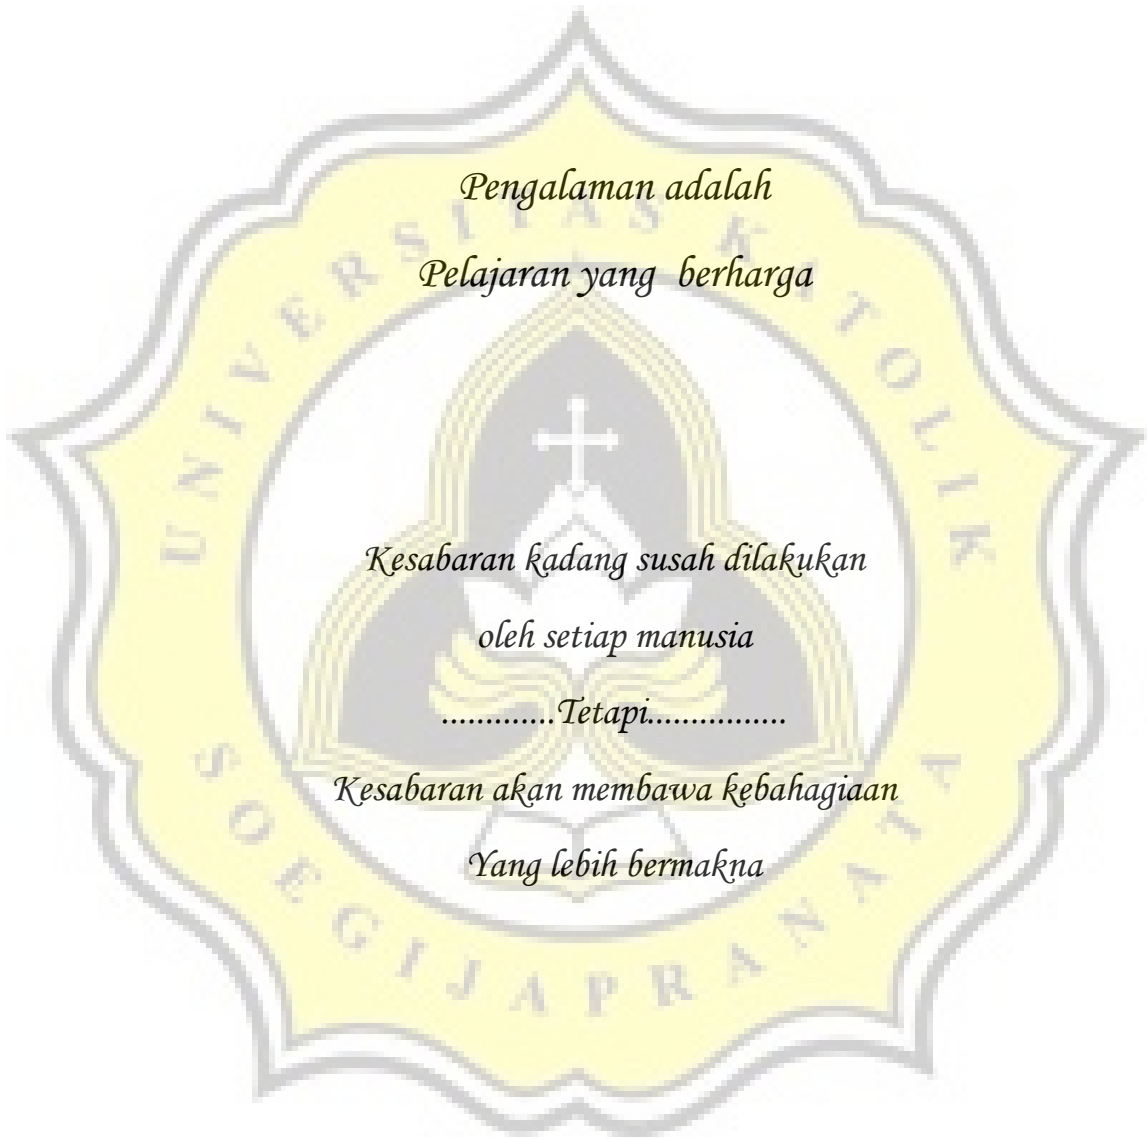 Pengalaman adalah
Pelajaran yang berharga
Kesabaran kadang susah dilakukan
oleh setiap manusia
.............Tetapi................
Kesabaran akan membawa kebahagiaan
Yang lebih bermakna
UNIVERSITAS KATOLIK
SOEGIJAPRANATA